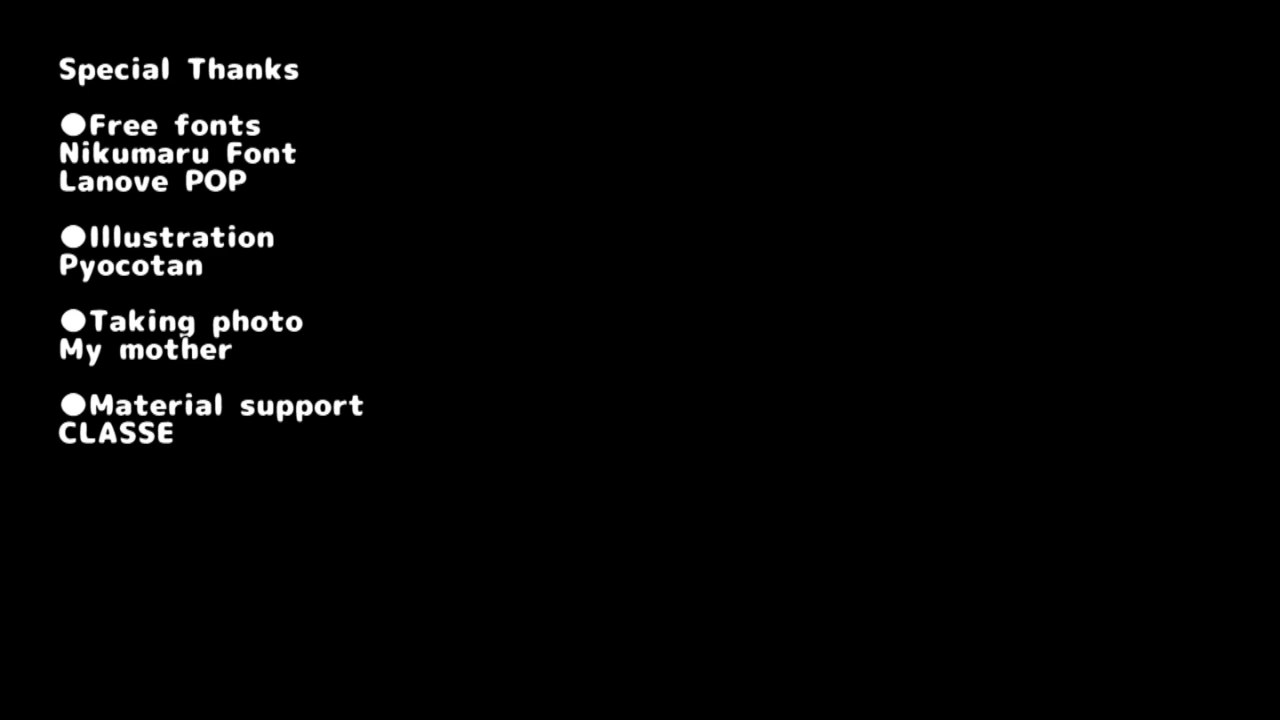 Special Thanks
●Free fonts
Nikumaru Font
Lanove POP
●Illustration
Pyocotan
●Taking photo
My mother
●Material support
CLASSE